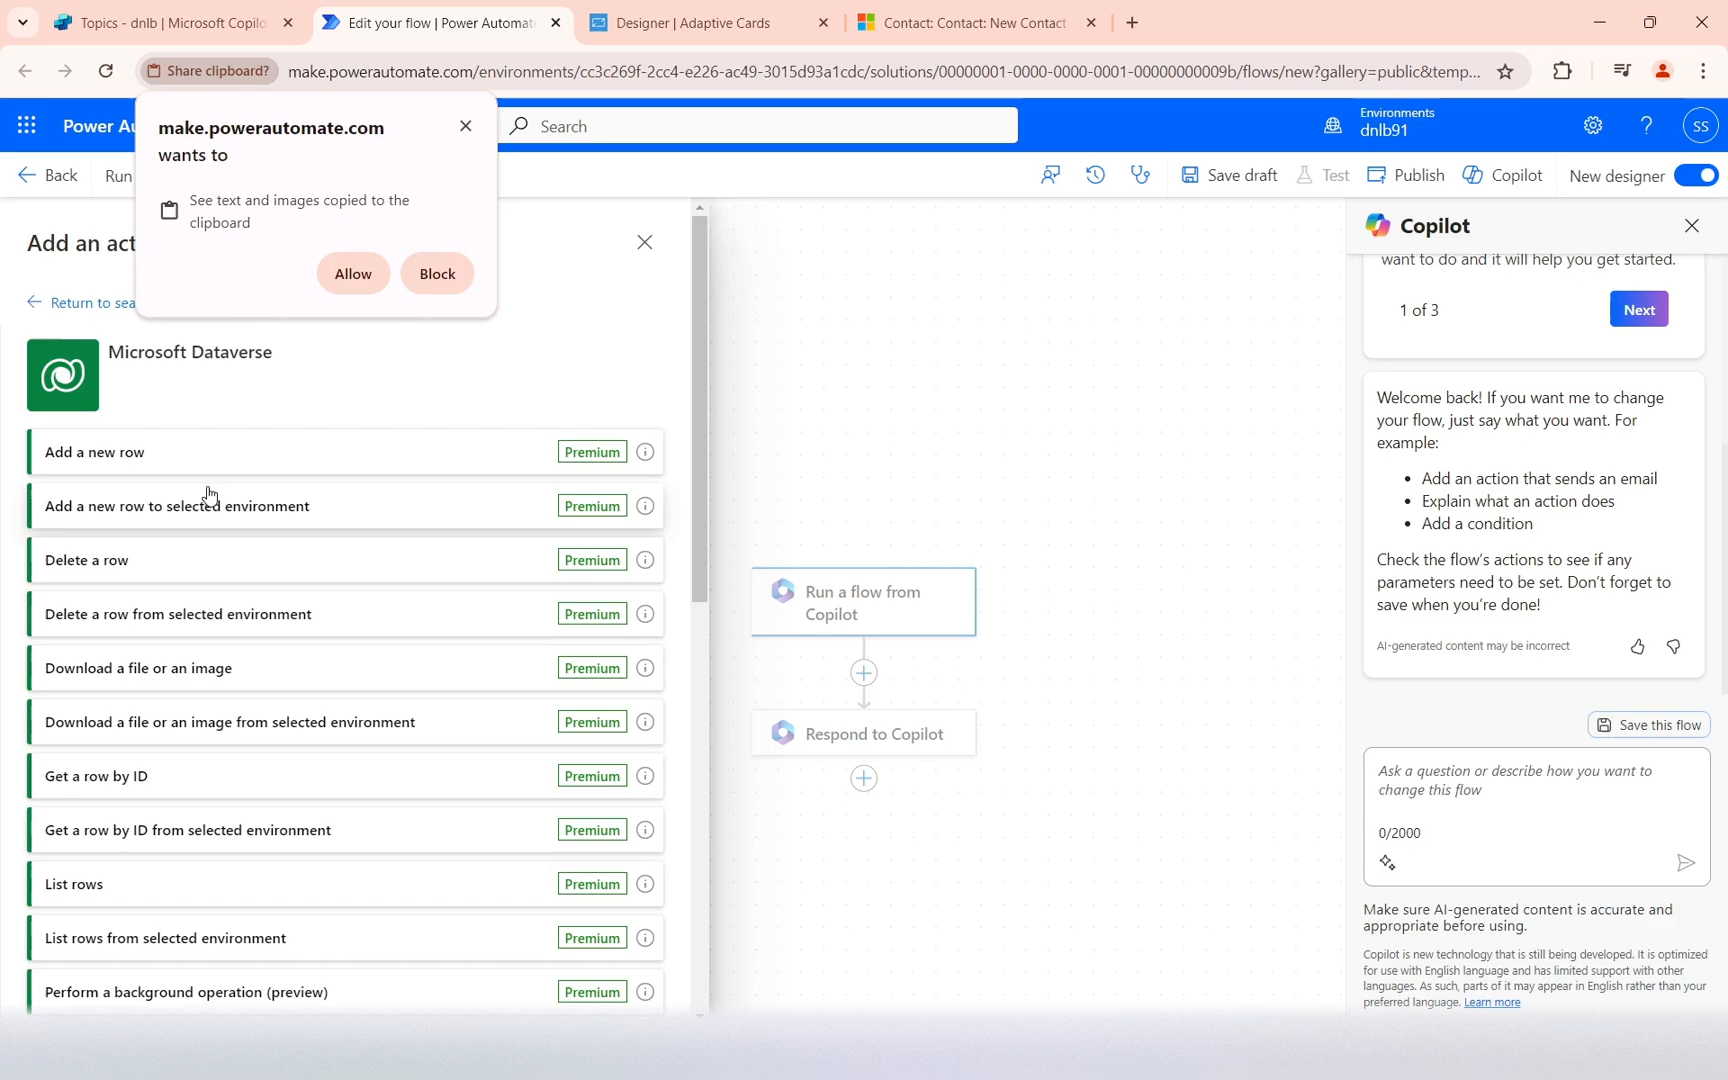 Topics - dnlb | Microsoft Copilo
Edit your flow | Power Automate
Designer | Adaptive Cards
Contact: Contact: New Contact
Share clipboard?
make.powerautomate.com/environments/cc3c269f-2cc4-e226-ac49-3015d93a1cdc/solutions/00000001-0000-0000-0001-00000000009b/flows/new?gallery=public&temp...
make.powerautomate.com
wants to
See text and images copied to the
clipboard
Allow
Block
Power Au
Search
Environments
dnlb91
SS
Back
Run
Save draft
Test
Publish
Copilot
New designer
Add an act
Return to sea
Microsoft Dataverse
Add a new row
Premium
Add a new row to selected environment
Premium
Delete a row
Premium
Delete a row from selected environment
Premium
Download a file or an image
Premium
Download a file or an image from selected environment
Premium
Get a row by ID
Premium
Get a row by ID from selected environment
Premium
List rows
Premium
List rows from selected environment
Premium
Perform a background operation (preview)
Premium
Run a flow from
Copilot
Respond to Copilot
Copilot
want to do and it will help you get started.
1 of 3
Next
Welcome back! If you want me to change
your flow, just say what you want. For
example:
• Add an action that sends an email
• Explain what an action does
• Add a condition
Check the flow's actions to see if any
parameters need to be set. Don't forget to
save when you're done!
AI-generated content may be incorrect
Save this flow
Ask a question or describe how you want to
change this flow
0/2000
Make sure AI-generated content is accurate and
appropriate before using.
Copilot is new technology that is still being developed. It is optimized
for use with English language and has limited support with other
languages. As such, parts of it may appear in English rather than your
preferred language. Learn more